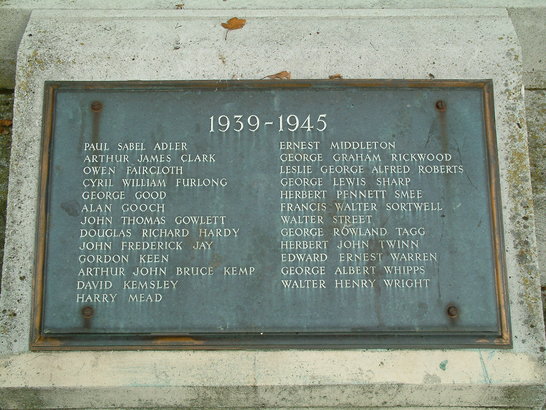 1939-1945
PAUL SABEL ADLER
ARTHUR JAMES CLARK
OWEN FAIRCLOTH
CYRIL WILLIAM FURLONG
GEORGE GOOD
ALAN GOOCH
JOHN THOMAS GOWLETT
DOUGLAS RICHARD HARDY
JOHN FREDERICK JAY
GORDON KEEN
ARTHUR JOHN BRUCE KEMP
DAVID KEMSLEY
HARRY MEAD
ERNEST MIDDLETON
GEORGE GRAHAM RICKWOOD
LESLIE GEORGE ALFRED ROBERTS
GEORGE LEWIS SHARP
HERBERT PENNETT SMEE
FRANCIS WALTER SORTWELL
WALTER STREET
GEORGE ROWLAND TAGG
HERBERT JOHN TWINN
EDWARD ERNEST WARREN
GEORGE ALBERT WHIPPS
WALTER HENRY WRIGHT